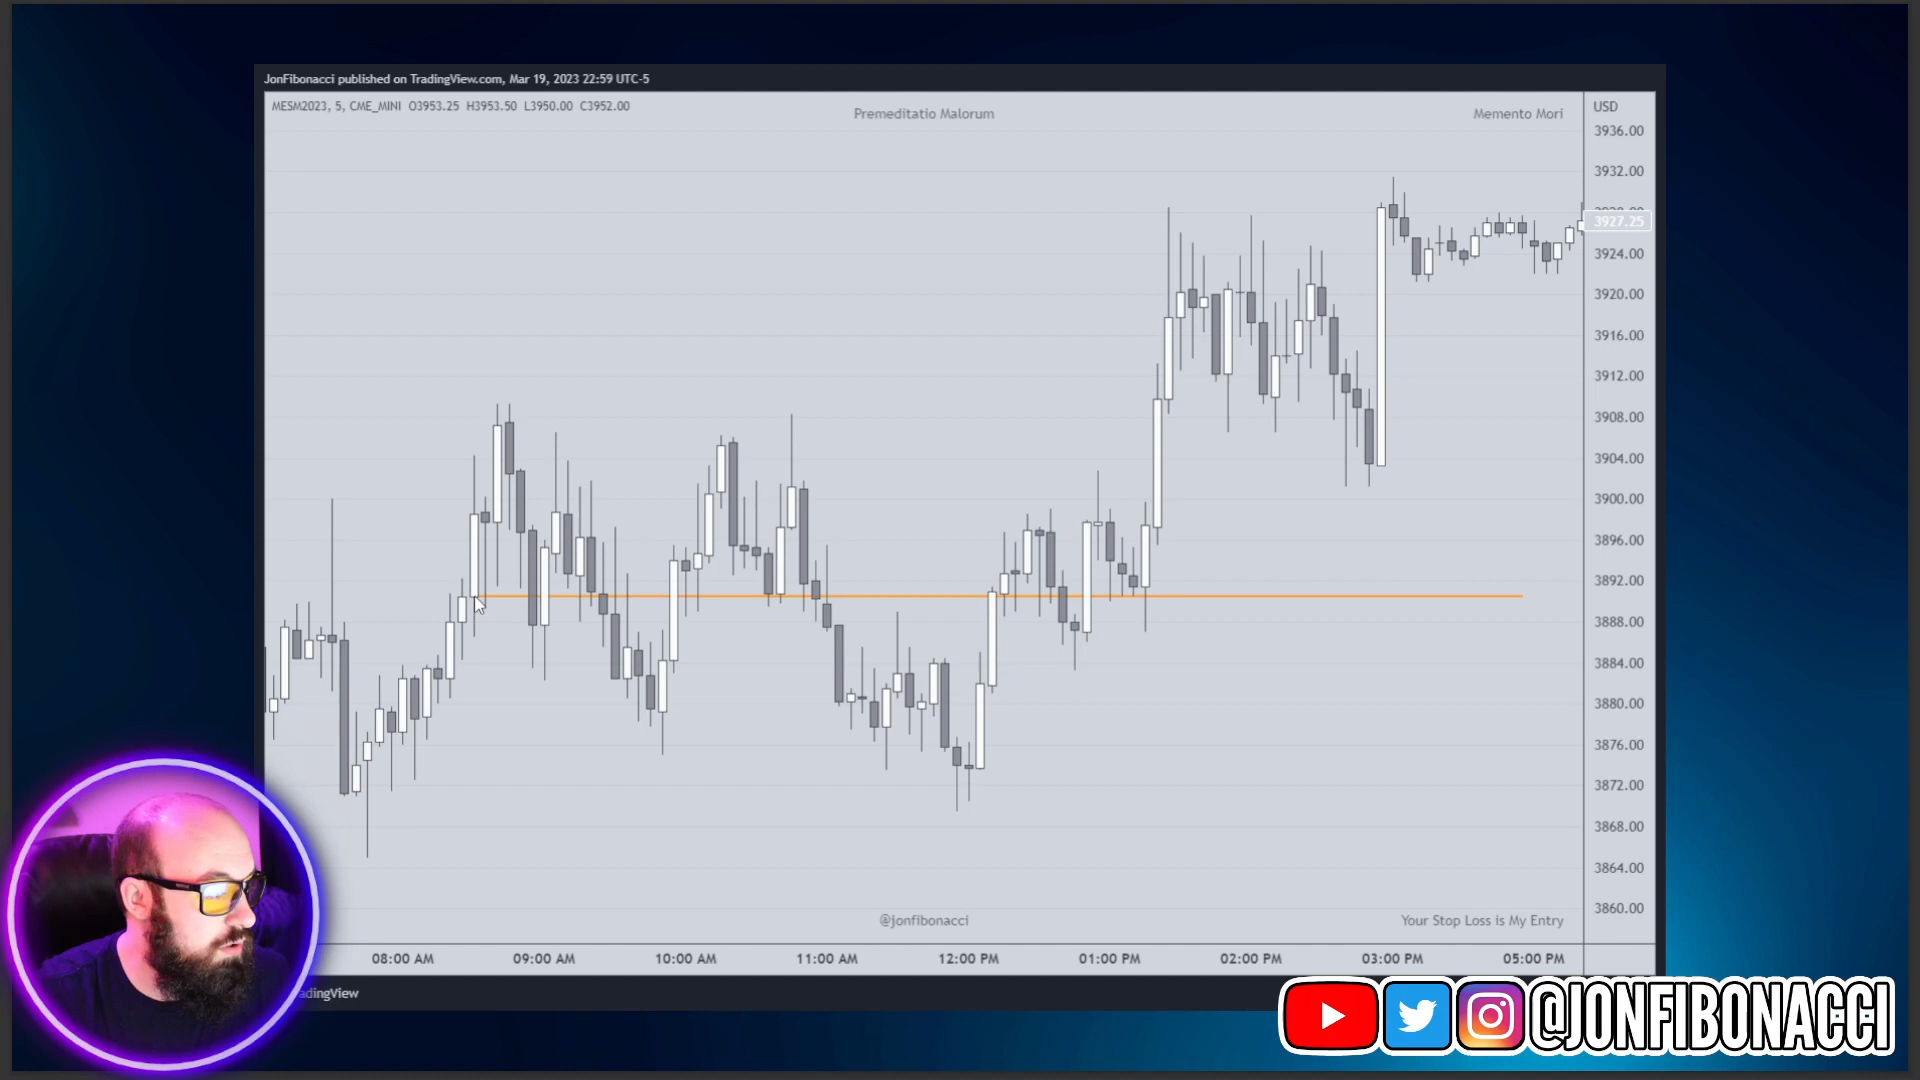 JonFibonacci published on TradingView.com, Mar 19, 2023 22:59 UTC-5
MESM2023, 5, CME_MINI O3953.25 H3953.50 L3950.00 C3952.00
Premeditatio Malorum
Memento Mori
USD
3936.00
3932.00
3927.25
3924.00
3920.00
3916.00
3912.00
3908.00
3904.00
3900.00
3896.00
3892.00
3888.00
3884.00
3880.00
3876.00
3872.00
3868.00
3864.00
3860.00
@jonfibonacci
Your Stop Loss is My Entry
08:00 AM 09:00 AM 10:00 AM 11:00 AM 12:00 PM 01:00 PM 02:00 PM 03:00 PM 05:00 PM
adingView
@JONFIBONACCI